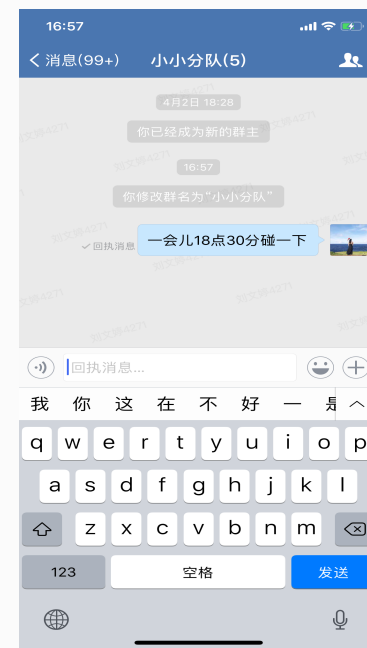 16:57
消息(99+)
小小分队(5)
4月2日 18:28
你已经成为新的群主
16:57
你修改群名为“小小分队”
回执消息
一会儿18点30分碰一下
回执消息...
我 你 这 在 不 好 一 是
q w e r t y u i o p
a s d f g h j k l
z x c v b n m
123
空格
发送